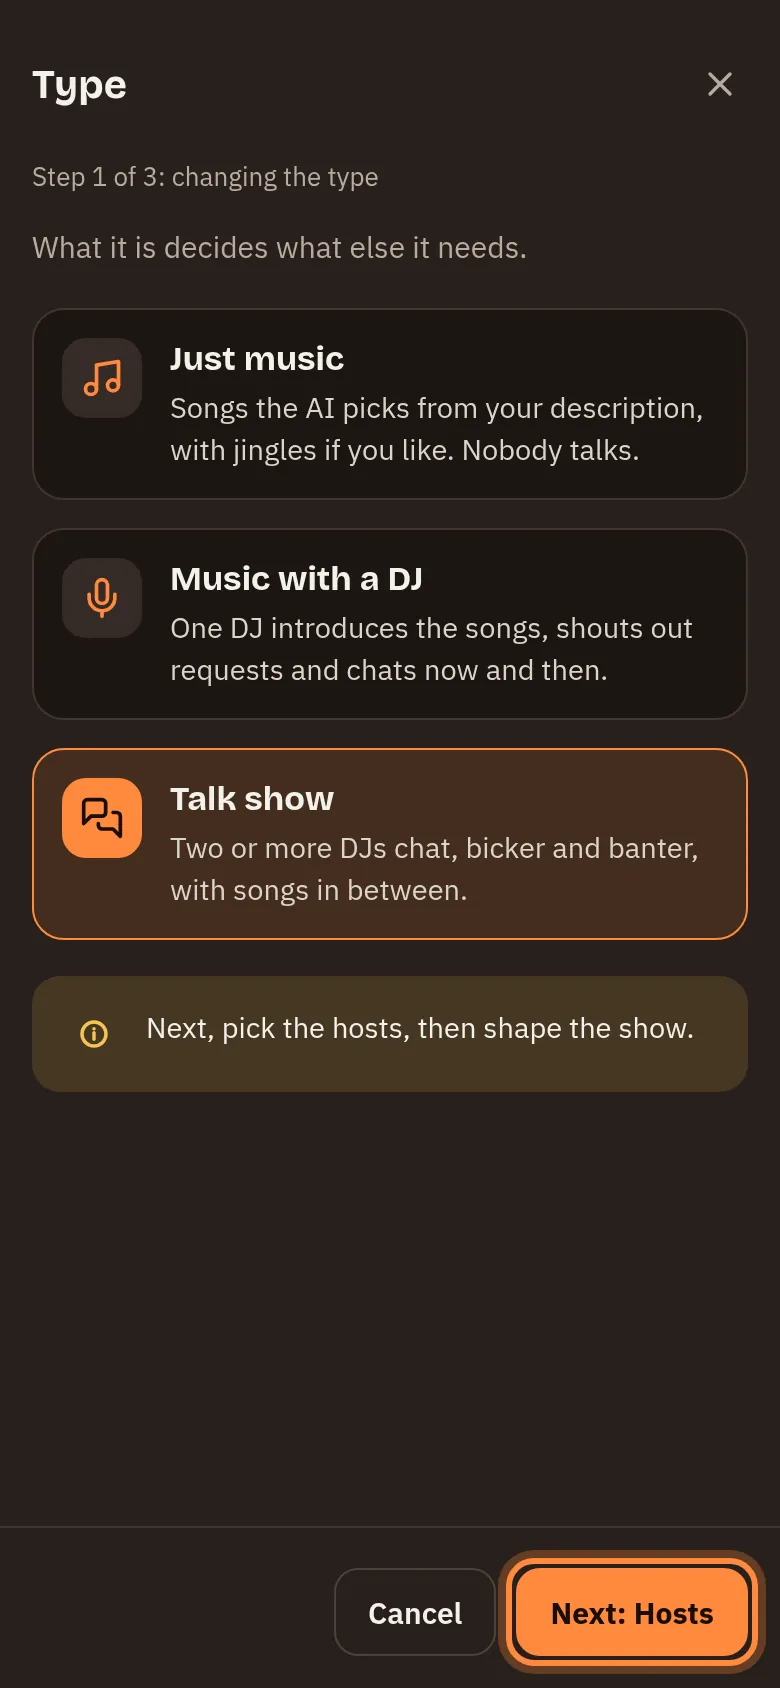 Type
Step 1 of 3: changing the type
What it is decides what else it needs.
Just music
Songs the AI picks from your description,
with jingles if you like. Nobody talks.
Music with a DJ
One DJ introduces the songs, shouts out
requests and chats now and then.
Talk show
Two or more DJs chat, bicker and banter,
with songs in between.
Next, pick the hosts, then shape the show.
Cancel
Next: Hosts